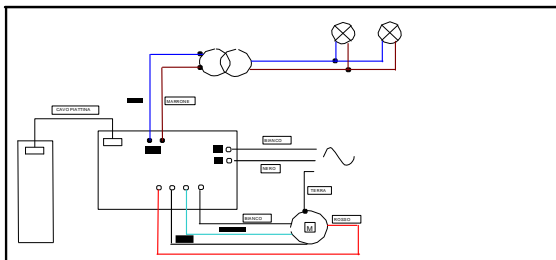 MARRONE
CAVO PIATTINA
BIANCO
NERO
TERRA
BIANCO
ROSSO
M